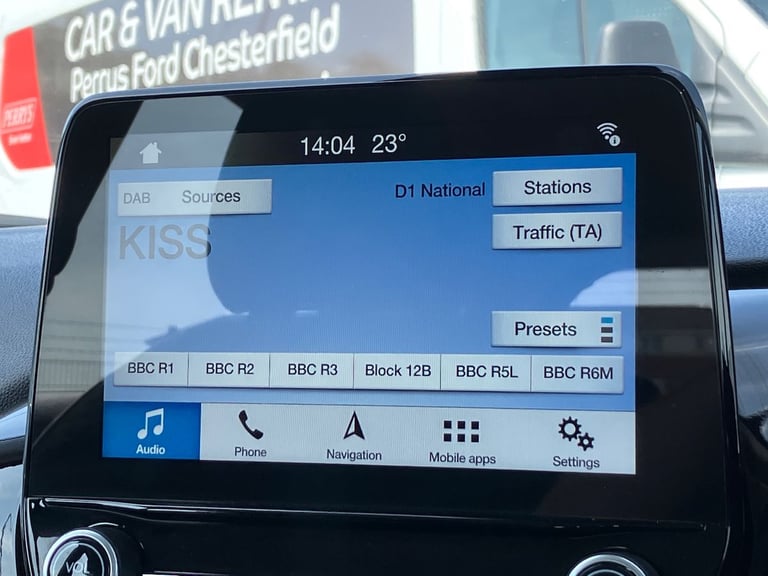 CAR & VAN RENTAL
Perrys Ford Chesterfield
PERRYS
14:04 23°
DAB Sources
D1 National
Stations
KISS
Traffic (TA)
Presets
BBC R1 BBC R2 BBC R3 Block 12B BBC R5L BBC R6M
Audio Phone Navigation Mobile apps Settings
VOL